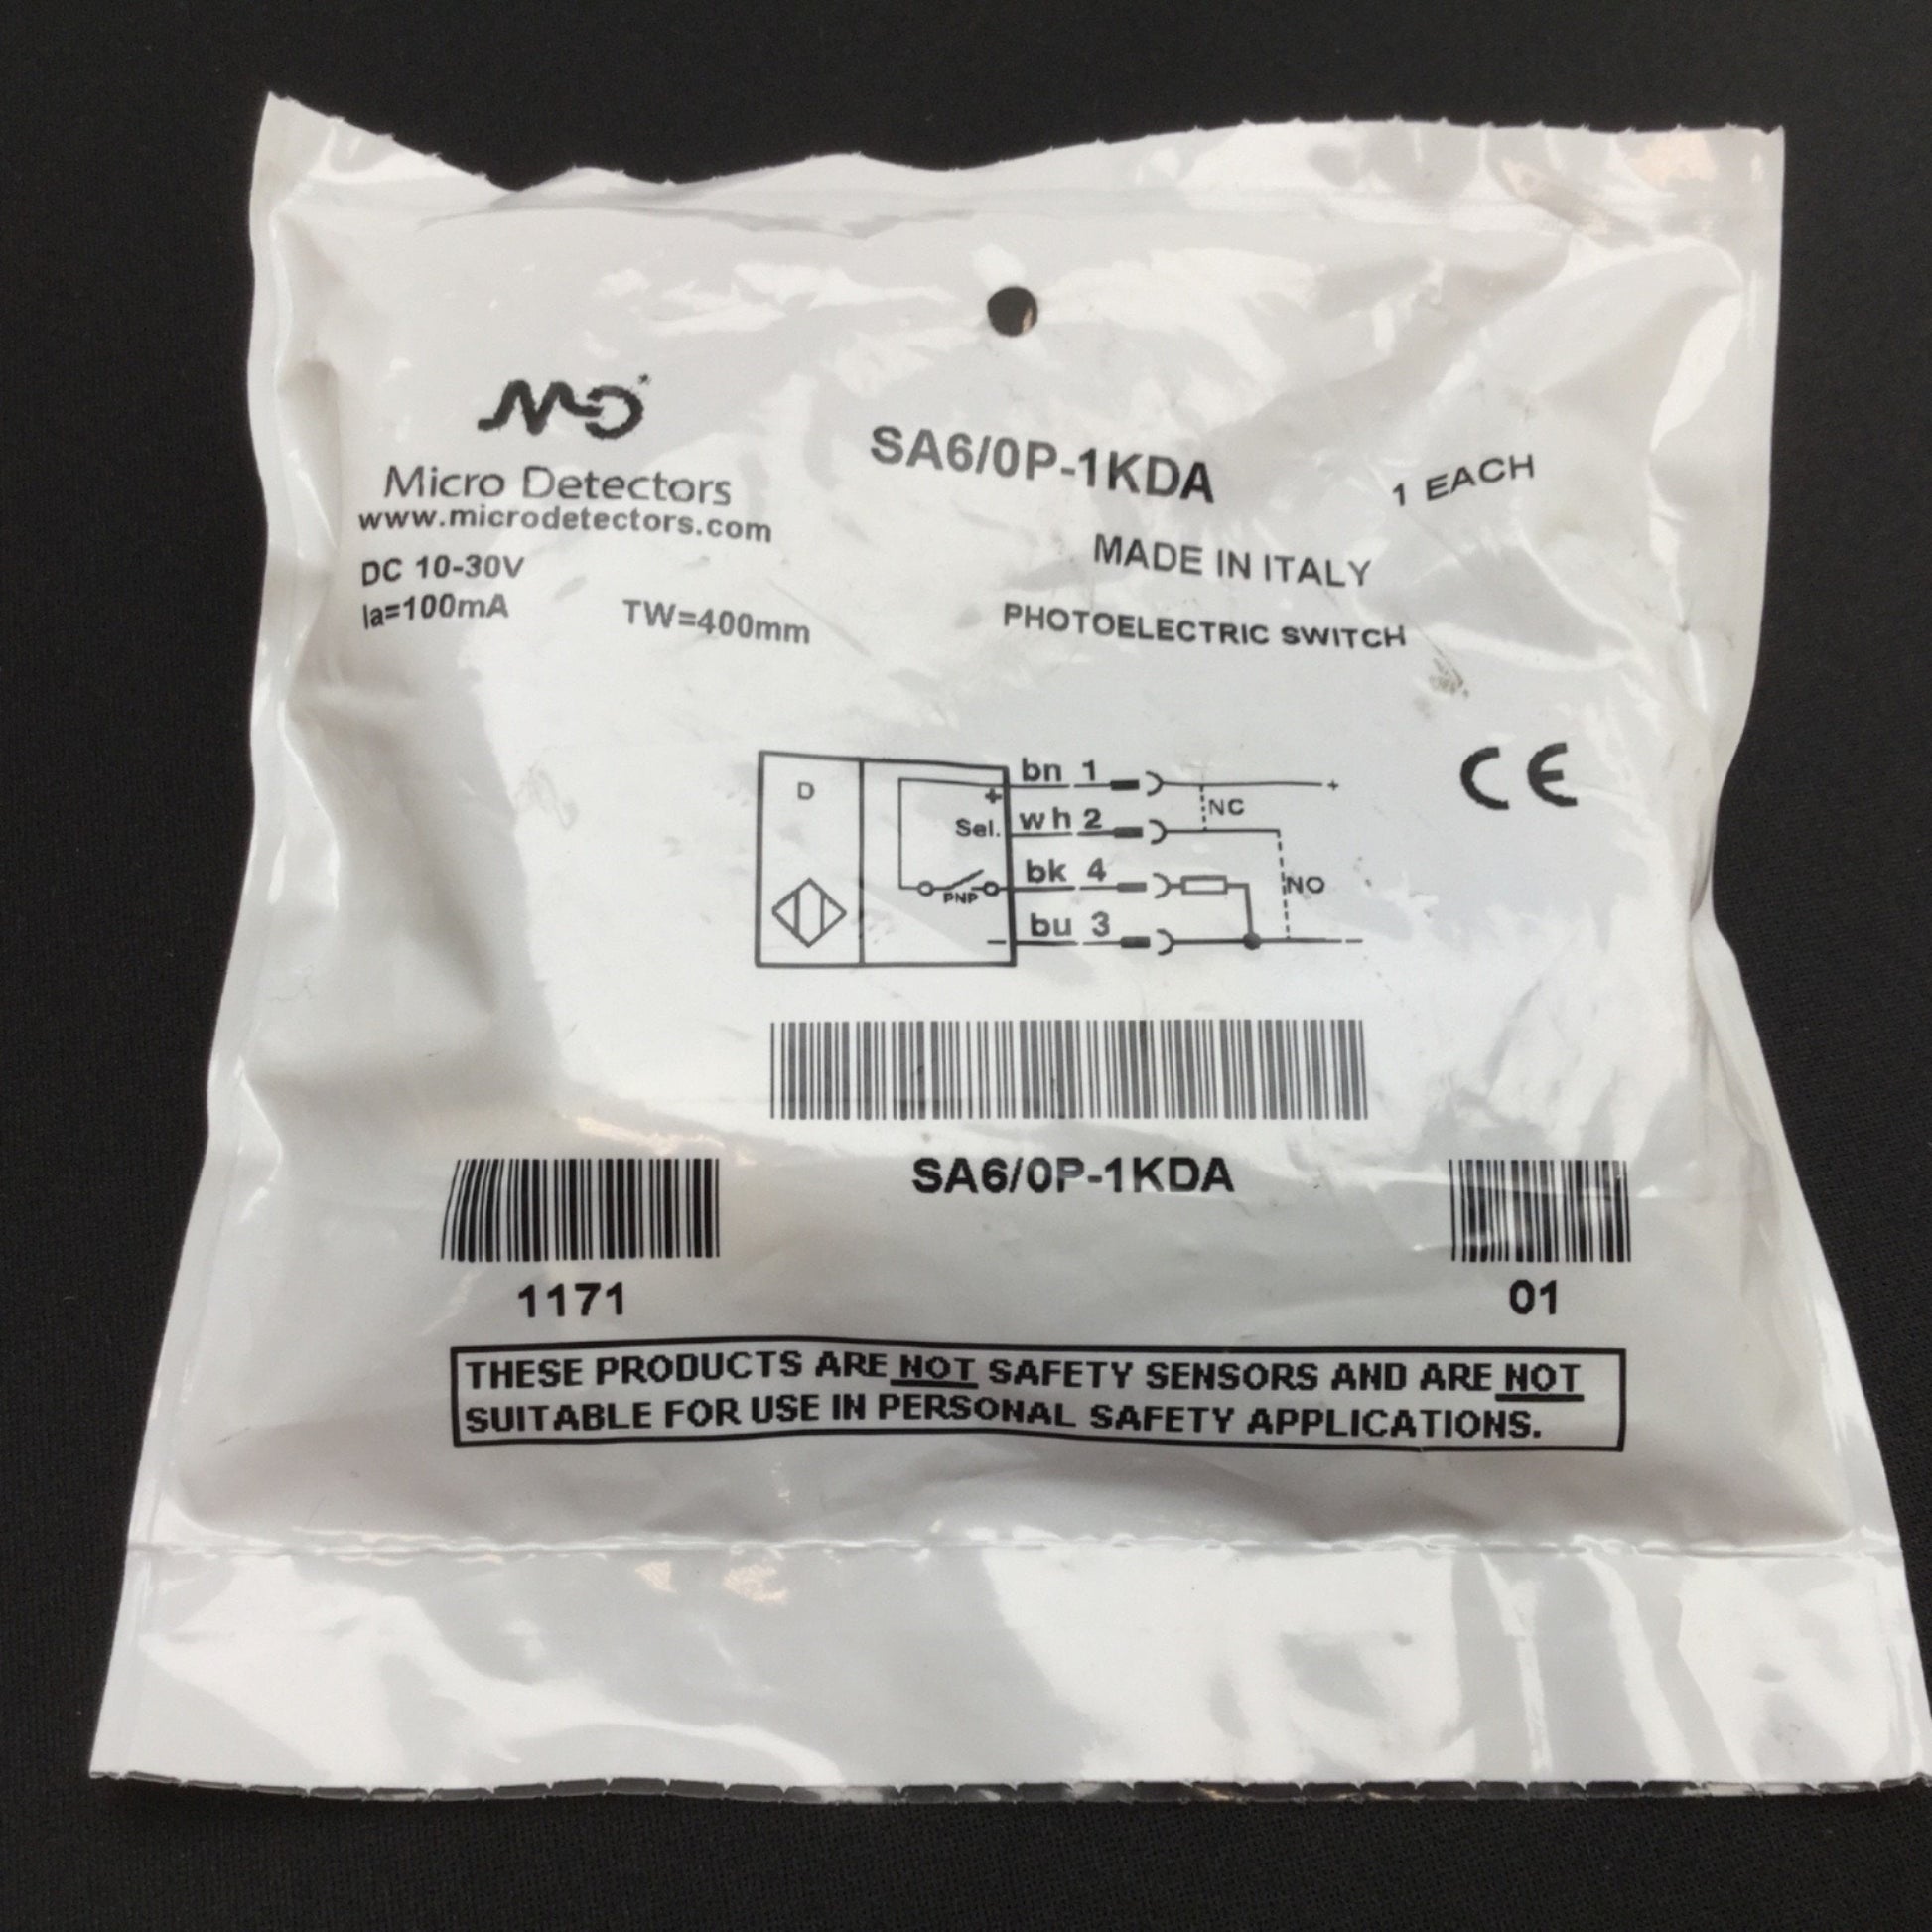 MD
Micro Detectors
www.microdetectors.com
DC 10-30V
Ia=100mA
TW=400mm
SA6/0P-1KDA
1 EACH
MADE IN ITALY
PHOTOELECTRIC SWITCH
CE
D
bn 1
+
+
NC
Sel.
wh 2
bk 4
PNP
NO
bu 3
-
-
SA6/0P-1KDA
1171
01
THESE PRODUCTS ARE NOT SAFETY SENSORS AND ARE NOT
SUITABLE FOR USE IN PERSONAL SAFETY APPLICATIONS.